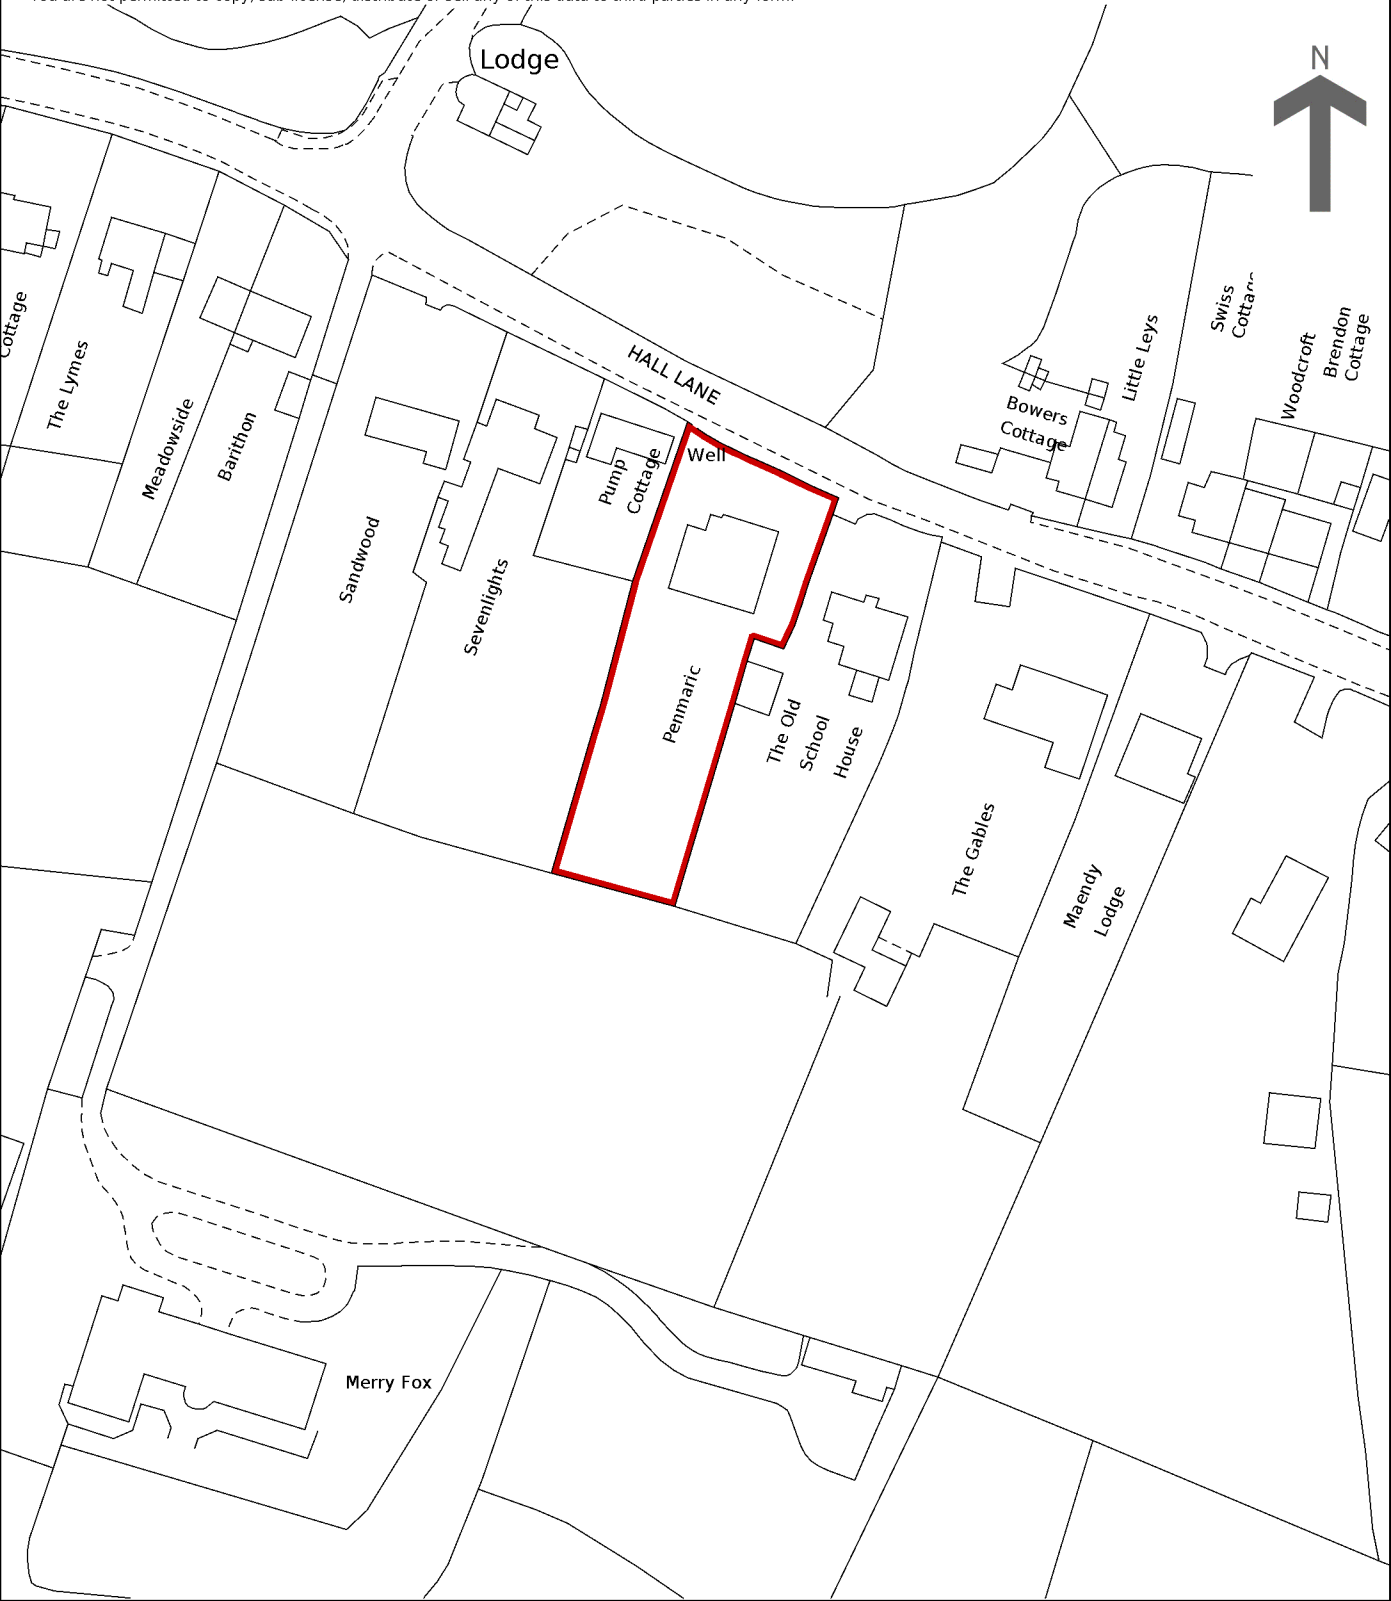 Lodge
N
HALL LANE
Cottage
The Lymes
Meadowside
Barithon
Sandwood
Sevenlights
Pump
Cottage
Well
Penmaric
The Old
School
House
Bowers
Cottage
Little Leys
Swiss
Cottage
Woodcroft
Brendon
Cottage
The Gables
Maendy
Lodge
Merry Fox